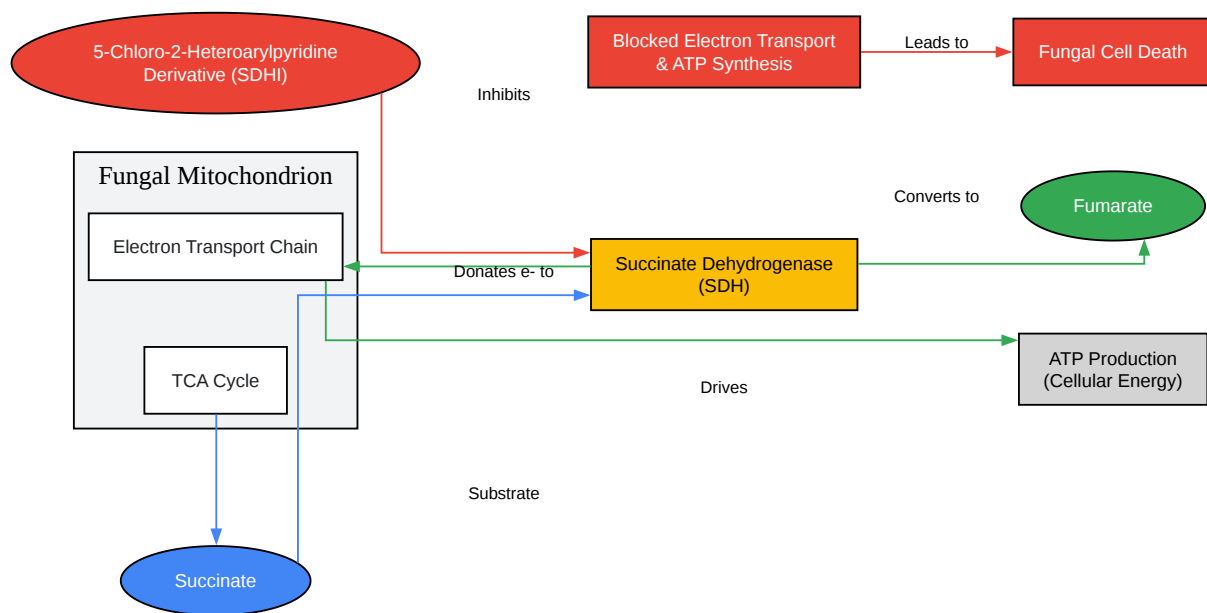 5-Chloro-2-Heteroarylpyridine
Derivative (SDHI)
Blocked Electron Transport
& ATP Synthesis
Leads to
Fungal Cell Death
Inhibits
Fungal Mitochondrion
Electron Transport Chain
Converts to
Fumarate
Donates e- to
Succinate Dehydrogenase
(SDH)
TCA Cycle
Drives
ATP Production
(Cellular Energy)
Substrate
Succinate